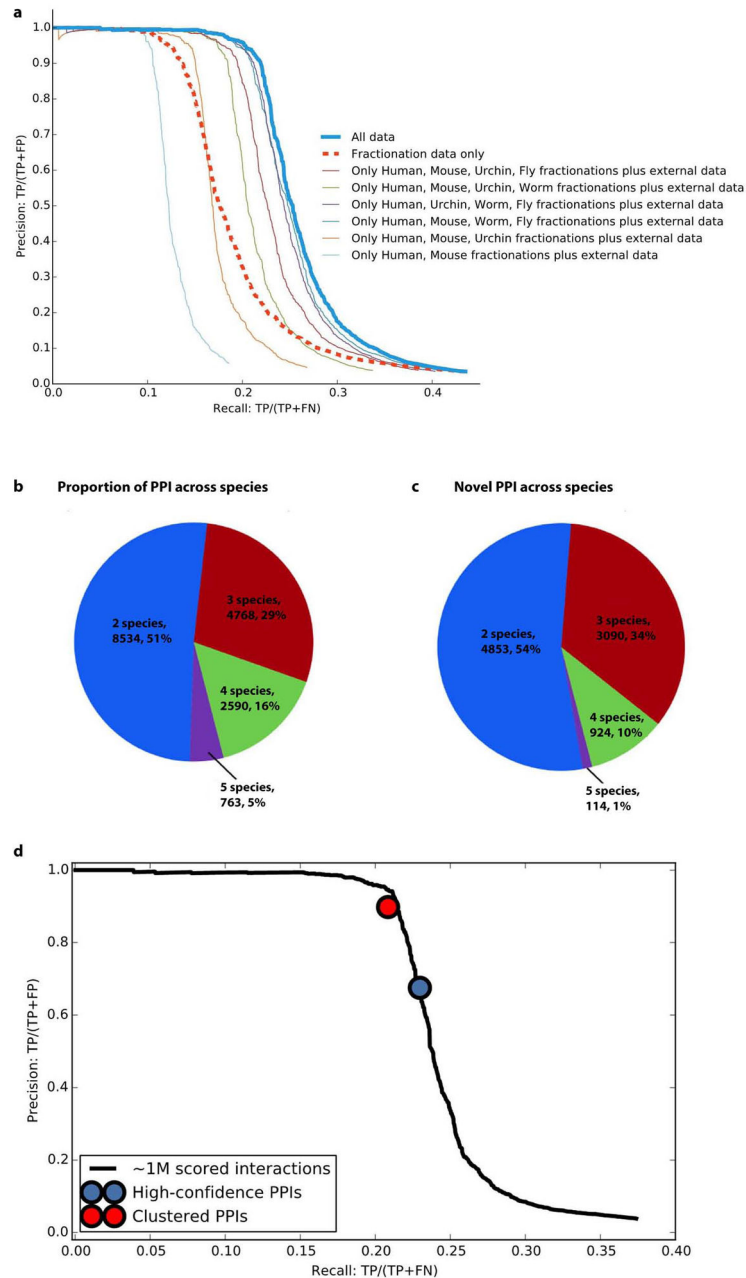 a
1.0
0.9
0.8
0.7
0.6
0.5
0.4
0.3
0.2
0.1
0.0
Precision: TP/(TP+FP)
0.0
0.1
0.2
0.3
0.4
Recall: TP/(TP+FN)
All data
Fractionation data only
Only Human, Mouse, Urchin, Fly fractionations plus external data
Only Human, Mouse, Urchin, Worm fractionations plus external data
Only Human, Urchin, Worm, Fly fractionations plus external data
Only Human, Mouse, Worm, Fly fractionations plus external data
Only Human, Mouse, Urchin fractionations plus external data
Only Human, Mouse fractionations plus external data
b Proportion of PPI across species
2 species,
8534, 51%
3 species,
4768, 29%
4 species,
2590, 16%
5 species,
763, 5%
c Novel PPI across species
2 species,
4853, 54%
3 species,
3090, 34%
4 species,
924, 10%
5 species,
114, 1%
d
1.0
0.8
0.6
0.4
0.2
0.0
Precision: TP/(TP+FP)
~1M scored interactions
High-confidence PPIs
Clustered PPIs
0.00
0.05
0.10
0.15
0.20
0.25
0.30
0.35
0.40
Recall: TP/(TP+FN)